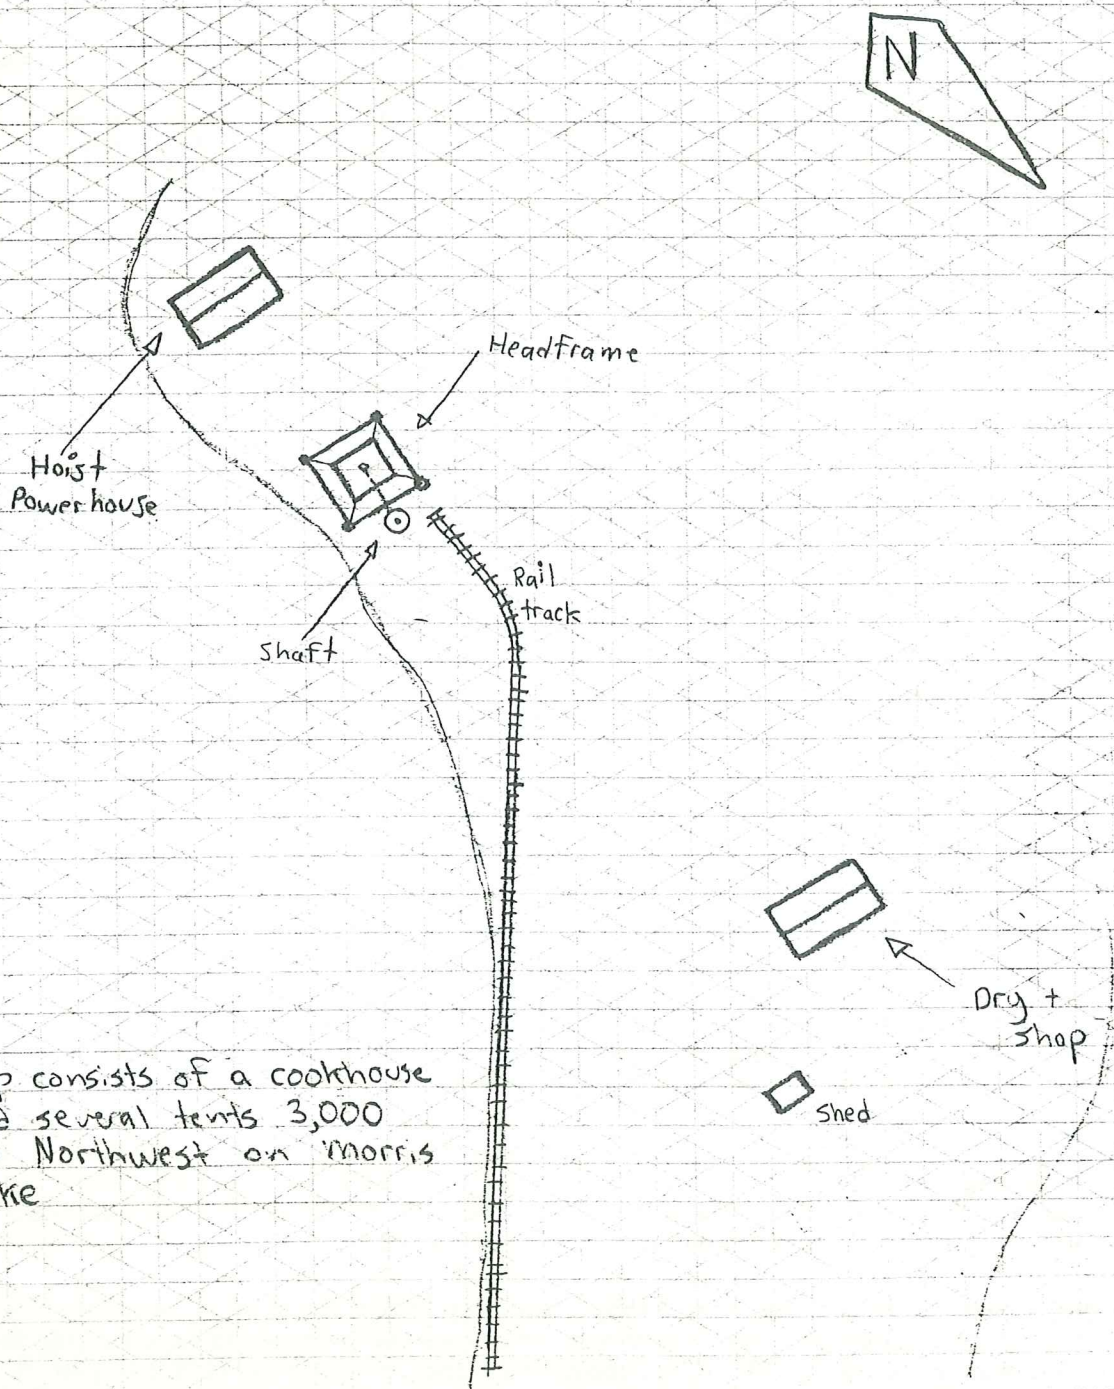 N
Headframe
Hoist
Powerhouse
Rail
track
Shaft
Dry +
Shop
Shed
consists of a cookhouse
several tents 3,000
Northwest on Morris